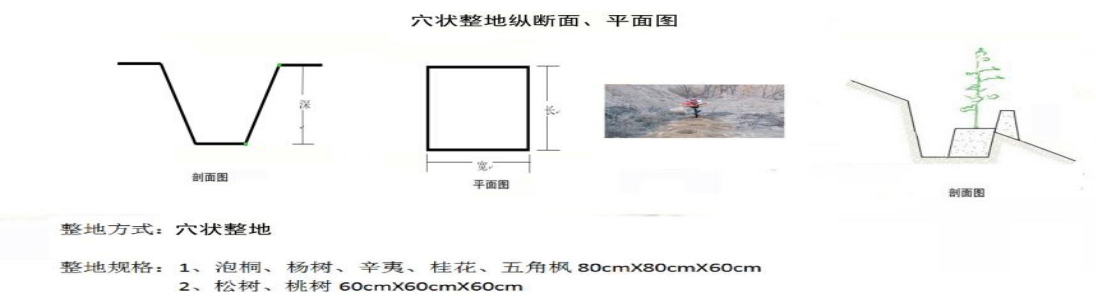 穴状整地纵断面、平面图
深
长
宽
剖面图
平面图
剖面图
整地方式：穴状整地
整地规格：1、泡桐、杨树、辛夷、桂花、五角枫 80cmX80cmX60cm
2、松树、桃树 60cmX60cmX60cm